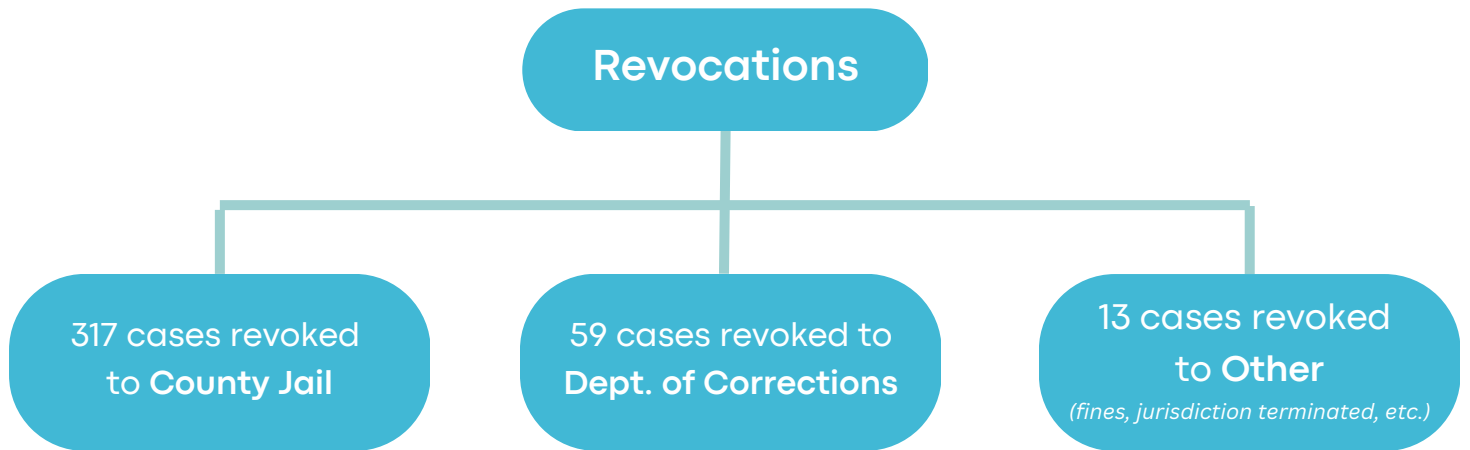 Revocations
317 cases revoked
to County Jail
59 cases revoked to
Dept. of Corrections
13 cases revoked
to Other
(fines, jurisdiction terminated, etc.)